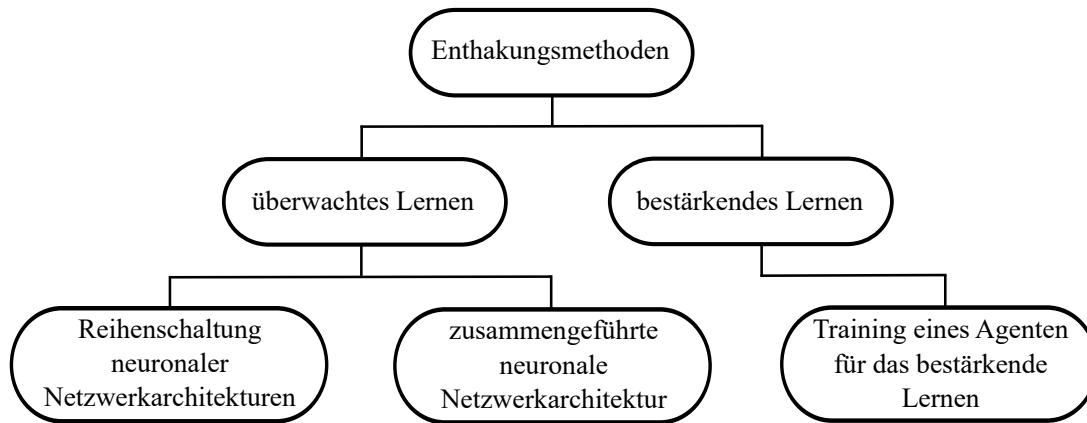 Enthakungsmethoden
überwachtes Lernen
bestärkendes Lernen
Reihenschaltung
neuronaler
Netzwerkarchitekturen
zusammengeführte
neuronale
Netzwerkarchitektur
Training eines Agenten
für das bestärkende
Lernen